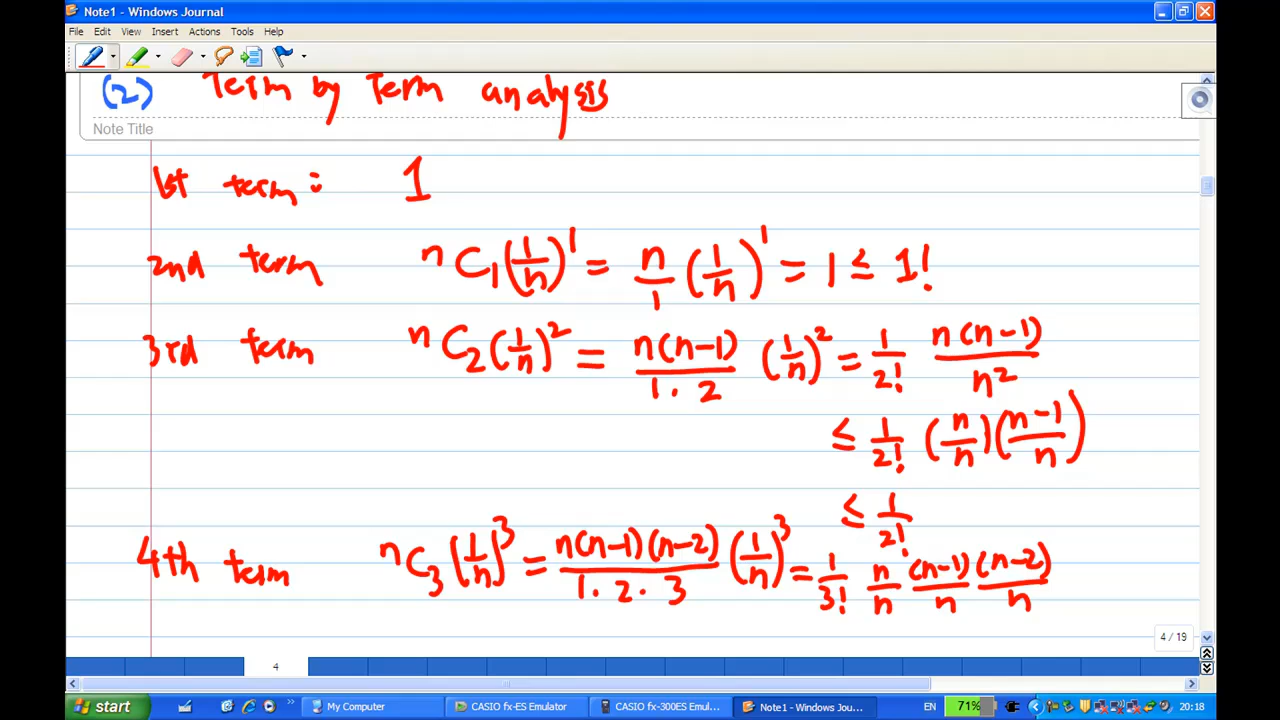 Note1 - Windows Journal
File Edit View Insert Actions Tools Help
(2) Term by Term analysis
Note Title
1st term : 1
2nd term nC₁(1/n)¹ = n/1 (1/n)¹ = 1 ≤ 1!
3rd term nC₂(1/n)² = n(n-1)/1·2 (1/n)² = 1/2! n(n-1)/n²
≤ 1/2! (n/n)(n-1/n)
≤ 1/2!
4th term nC₃(1/n)³ = n(n-1)(n-2)/1·2·3 (1/n)³ = 1/3! n/n (n-1)/n (n-2)/n
4 / 19
4
start My Computer CASIO fx-ES Emulator CASIO fx-300ES Emul... Note1 - Windows Jou... EN 71% 20:18